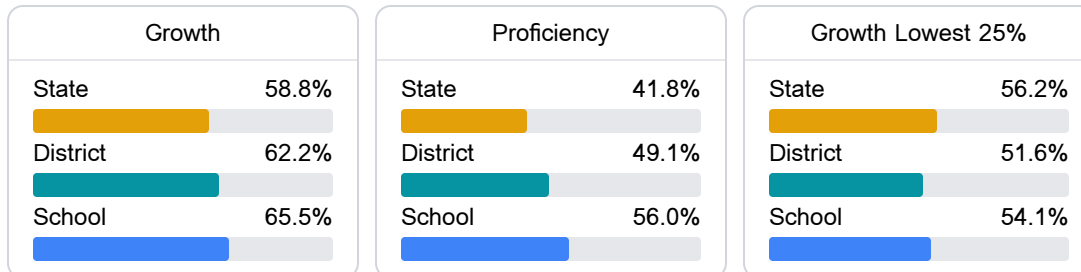 Growth
State 58.8%
District 62.2%
School 65.5%
Proficiency
State 41.8%
District 49.1%
School 56.0%
Growth Lowest 25%
State 56.2%
District 51.6%
School 54.1%